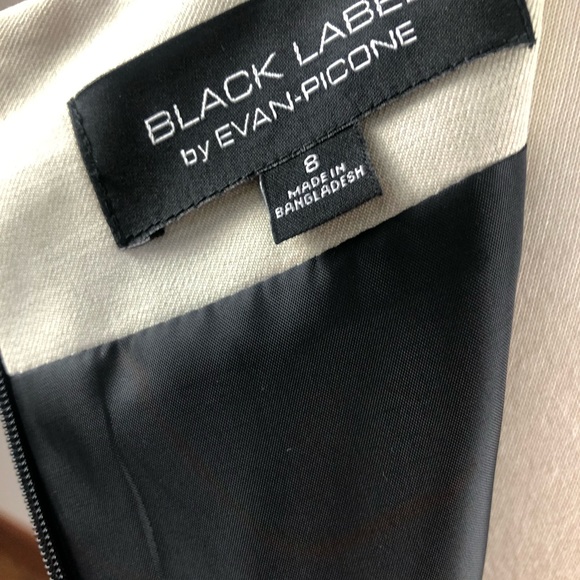 BLACK LABEL
by EVAN-PICONE
8
MADE IN
BANGLADESH